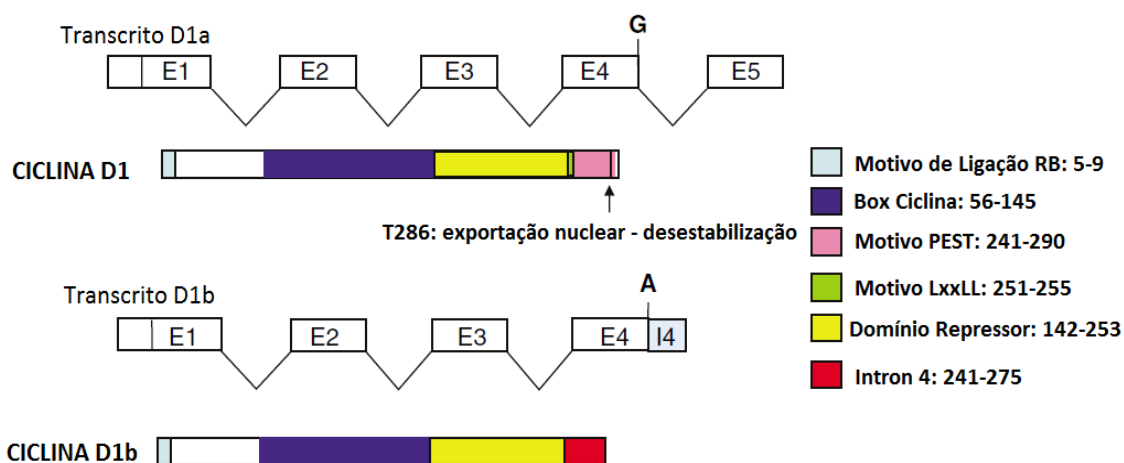 G
Transcrito D1a
E1 E2 E3 E4 E5
CICLINA D1
T286: exportação nuclear - desestabilização
A
Transcrito D1b
E1 E2 E3 E4 I4
CICLINA D1b
Motivo de Ligação RB: 5-9
Box Ciclina: 56-145
Motivo PEST: 241-290
Motivo LxxLL: 251-255
Domínio Repressor: 142-253
Intron 4: 241-275